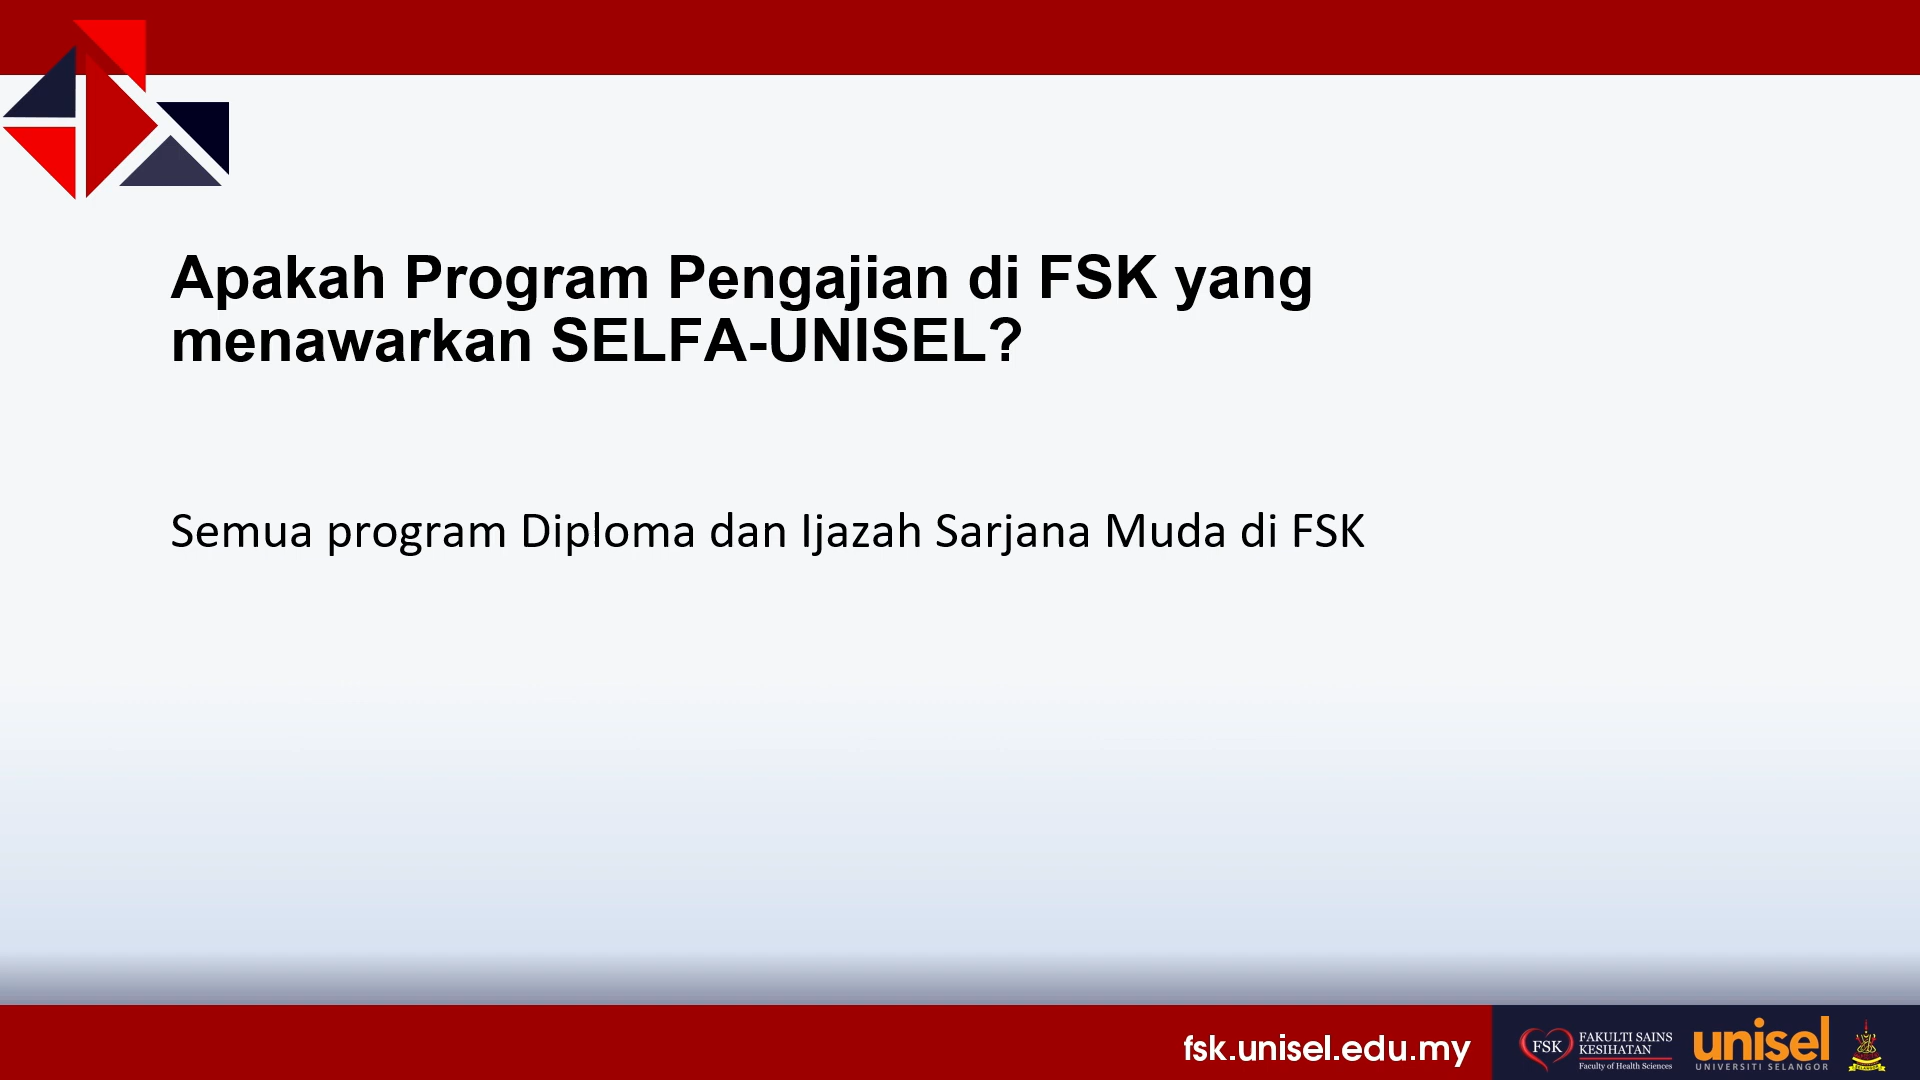 Apakah Program Pengajian di FSK yang
menawarkan SELFA-UNISEL?
Semua program Diploma dan Ijazah Sarjana Muda di FSK
fsk.unisel.edu.my
FSK
FAKULTI SAINS
KESIHATAN
Faculty of Health Sciences
unisel
UNIVERSITI SELANGOR
SELANGOR